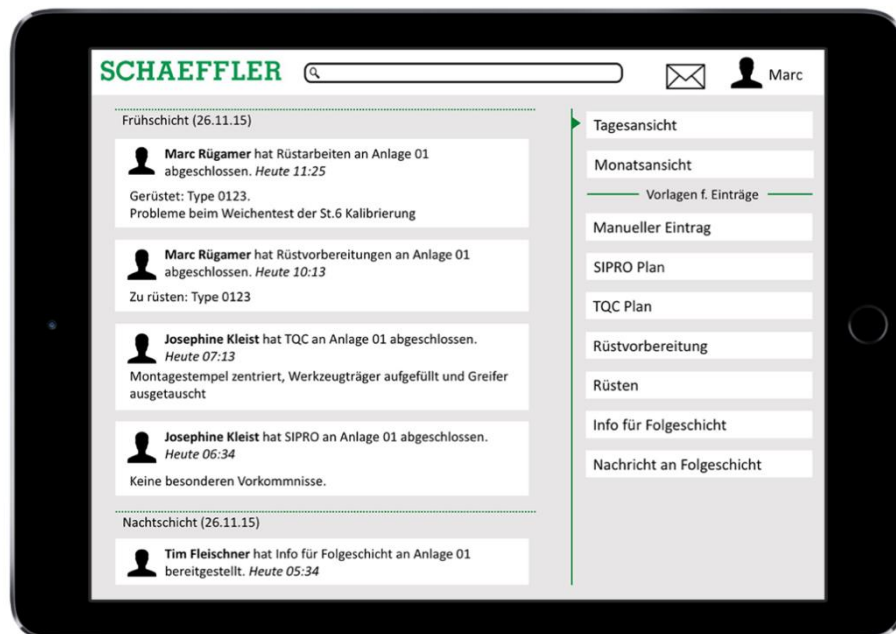 SCHAEFFLER
Marc
Frühschicht (26.11.15)
Marc Rügamer hat Rüstarbeiten an Anlage 01
abgeschlossen. Heute 11:25
Gerüstet: Type 0123.
Probleme beim Weichentest der St.6 Kalibrierung
Marc Rügamer hat Rüstvorbereitungen an Anlage 01
abgeschlossen. Heute 10:13
Zu rüsten: Type 0123
Josephine Kleist hat TQC an Anlage 01 abgeschlossen.
Heute 07:13
Montagestempel zentriert, Werkzeugträger aufgefüllt und Greifer
ausgetauscht
Josephine Kleist hat SIPRO an Anlage 01 abgeschlossen.
Heute 06:34
Keine besonderen Vorkommnisse.
Nachtschicht (26.11.15)
Tim Fleischner hat Info für Folgeschicht an Anlage 01
bereitgestellt. Heute 05:34
Tagesansicht
Monatsansicht
Vorlagen f. Einträge
Manueller Eintrag
SIPRO Plan
TQC Plan
Rüstvorbereitung
Rüsten
Info für Folgeschicht
Nachricht an Folgeschicht